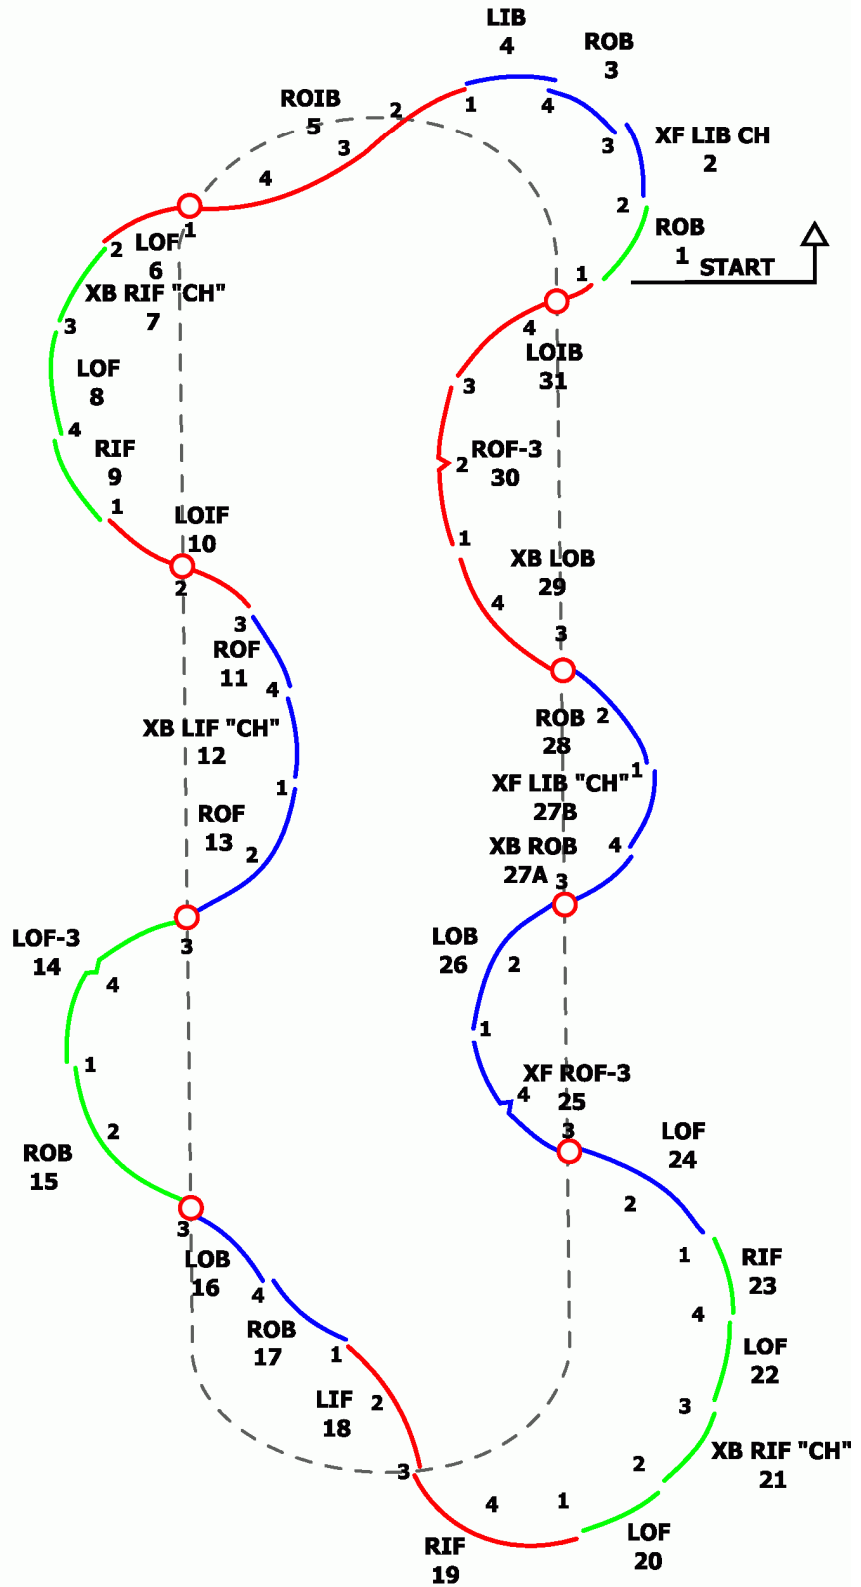 LIB
4
ROB
3
ROIB
5
2
1
4
3
XF LIB CH
2
3
4
2
ROB
1
START
1
1
LOF
6
2
XB RIF "CH"
7
3
LOF
8
4
RIF
9
1
4
LOIB
31
3
ROF-3
30
2
1
LOIF
10
2
3
XB LOB
29
4
3
ROF
11
4
XB LIF "CH"
12
1
ROF
13
2
3
ROB
28
2
XF LIB "CH"
27B
1
XB ROB
27A
4
3
LOF-3
14
4
1
2
ROB
15
3
LOB
26
2
1
XF ROF-3
25
4
3
LOF
24
2
1
LOB
16
4
ROB
17
1
LIF
18
2
3
RIF
23
4
LOF
22
3
XB RIF "CH"
21
2
4
1
LOF
20
RIF
19